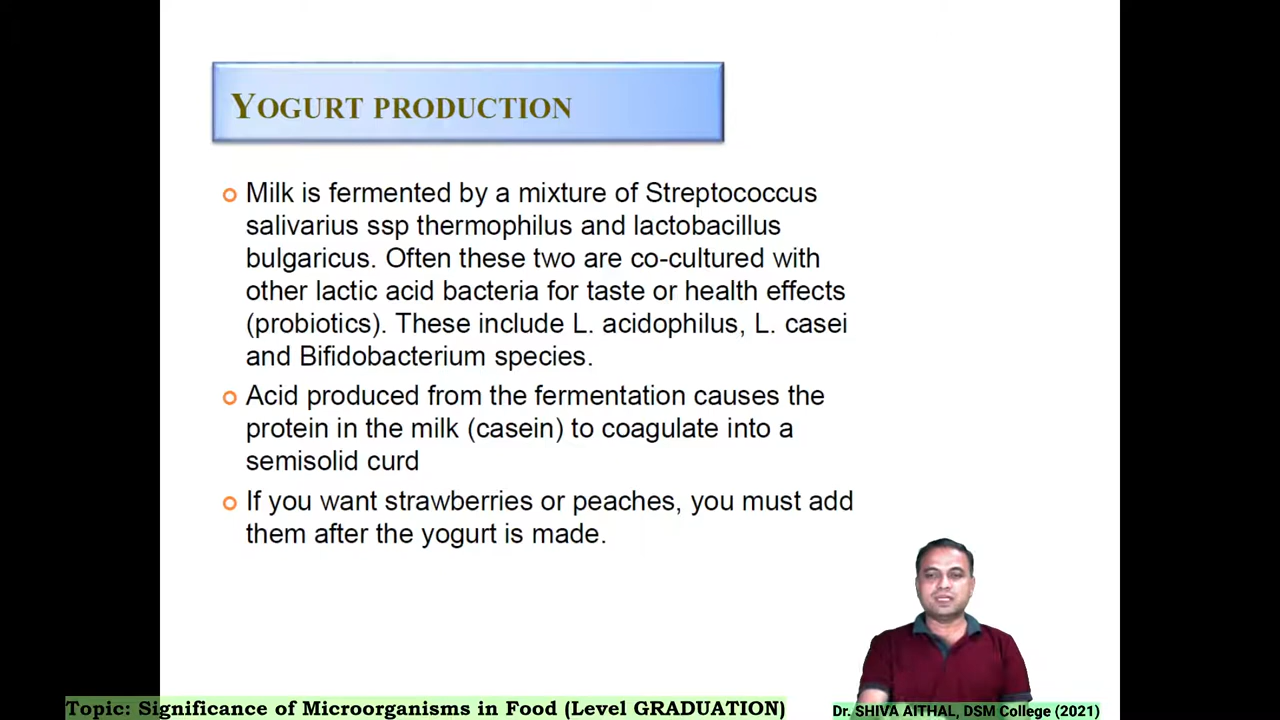 YOGURT PRODUCTION
Milk is fermented by a mixture of Streptococcus
salivarius ssp thermophilus and lactobacillus
bulgaricus. Often these two are co-cultured with
other lactic acid bacteria for taste or health effects
(probiotics). These include L. acidophilus, L. casei
and Bifidobacterium species.
Acid produced from the fermentation causes the
protein in the milk (casein) to coagulate into a
semisolid curd
If you want strawberries or peaches, you must add
them after the yogurt is made.
Topic: Significance of Microorganisms in Food (Level GRADUATION)
Dr. SHIVA AITHAL, DSM College (2021)